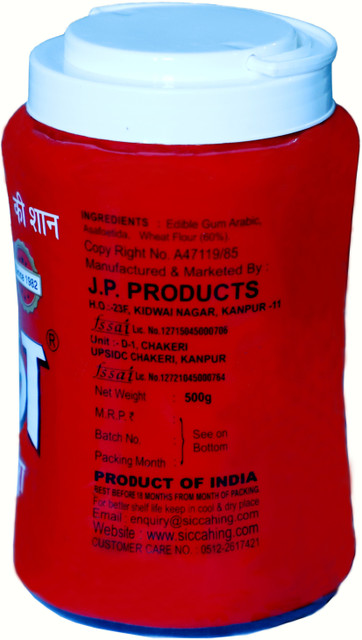 की शान
SINCE 1982
®
INGREDIENTS : Edible Gum Arabic,
Asafoetida, Wheat Flour (60%).
Copy Right No. A47119/85
Manufactured & Marketed By :
J.P. PRODUCTS
H.O.:-23F, KIDWAI NAGAR, KANPUR -11
fssai Lic. No.12715045000706
Unit :- D-1, CHAKERI
UPSIDC CHAKERI, KANPUR
fssai Lic. No.12721045000764
Net Weight : 500g
M.R.P.₹
Batch No.
See on
Bottom
Packing Month
PRODUCT OF INDIA
BEST BEFORE 18 MONTHS FROM MONTH OF PACKING
For better shelf life keep in cool & dry place
Email: enquiry@siccahing.com
Website : www.siccahing.com
CUSTOMER CARE NO. : 0512-2617421